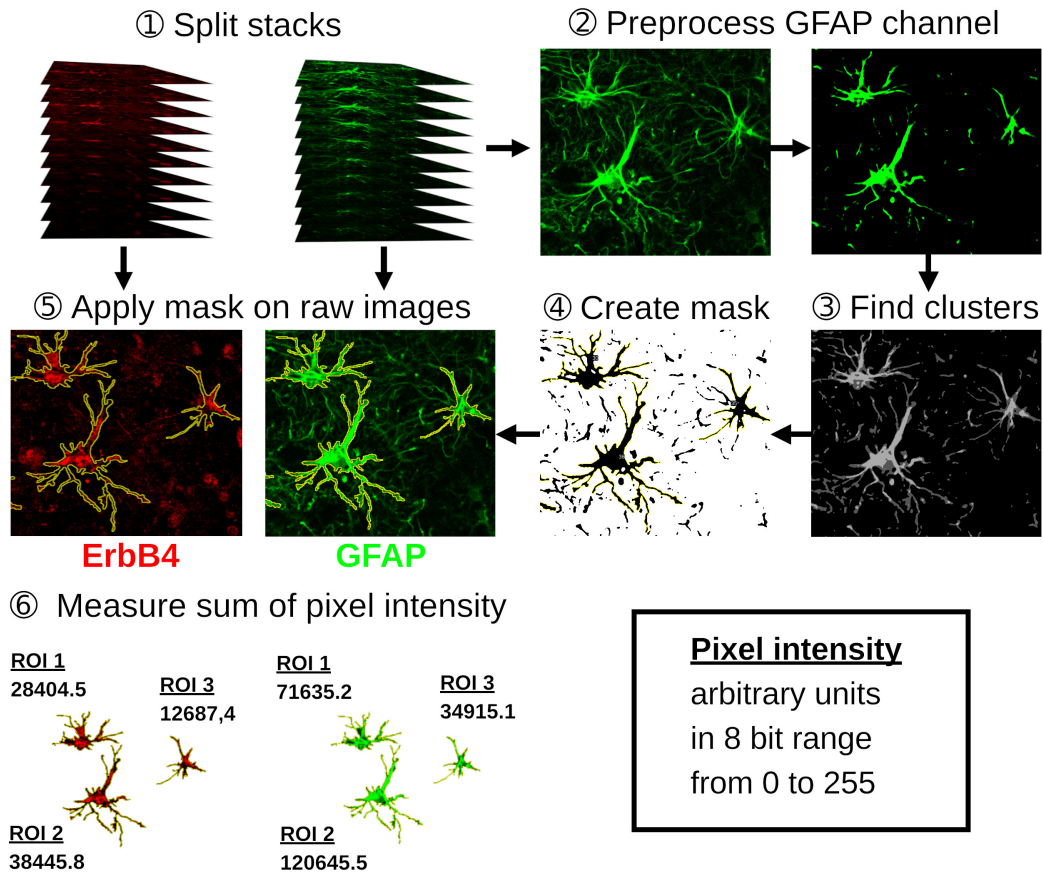 ① Split stacks
② Preprocess GFAP channel
⑤ Apply mask on raw images
④ Create mask
③ Find clusters
ErbB4
GFAP
⑥ Measure sum of pixel intensity
ROI 1
28404.5
ROI 3
12687,4
ROI 2
38445.8
ROI 1
71635.2
ROI 3
34915.1
ROI 2
120645.5
Pixel intensity
arbitrary units
in 8 bit range
from 0 to 255